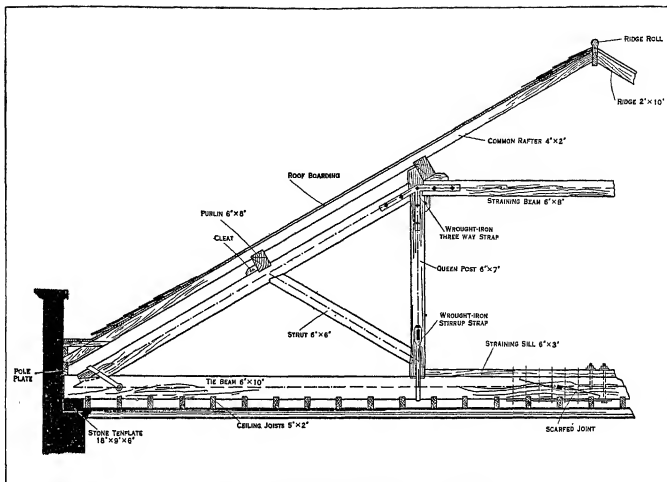 RIDGE ROLL
RIDGE 2"×10"
COMMON RAFTER 4"×2"
ROOF BOARDING
STRAINING BEAM 6"×8"
PURLIN 6"×8"
CLEAT
WROUGHT-IRON
THREE WAY STRAP
QUEEN POST 6"×7"
STRUT 6"×6"
WROUGHT-IRON
STIRRUP STRAP
STRAINING SILL 6"×3"
POLE
PLATE
TIE BEAM 6"×10"
STONE TEMPLATE
18"×9"×6"
CEILING JOISTS 5"×2"
SCARFED JOINT